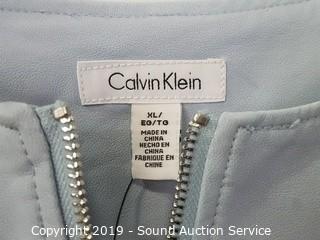 Calvin Klein
XL/
EG/TG
MADE IN
CHINA
HECHO EN
CHINA
FABRIQUE EN
CHINE
Copyright 2019 - Sound Auction Service